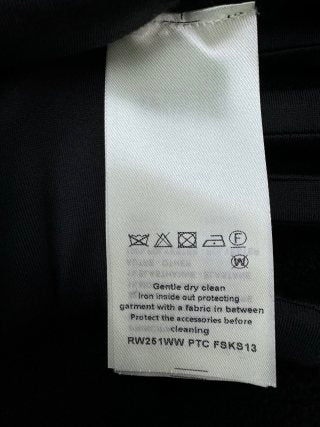 F
W
Gentle dry clean
Iron inside out protecting
garment with a fabric in between
Protect the accessories before
cleaning
RW251WW PTC FSKS13